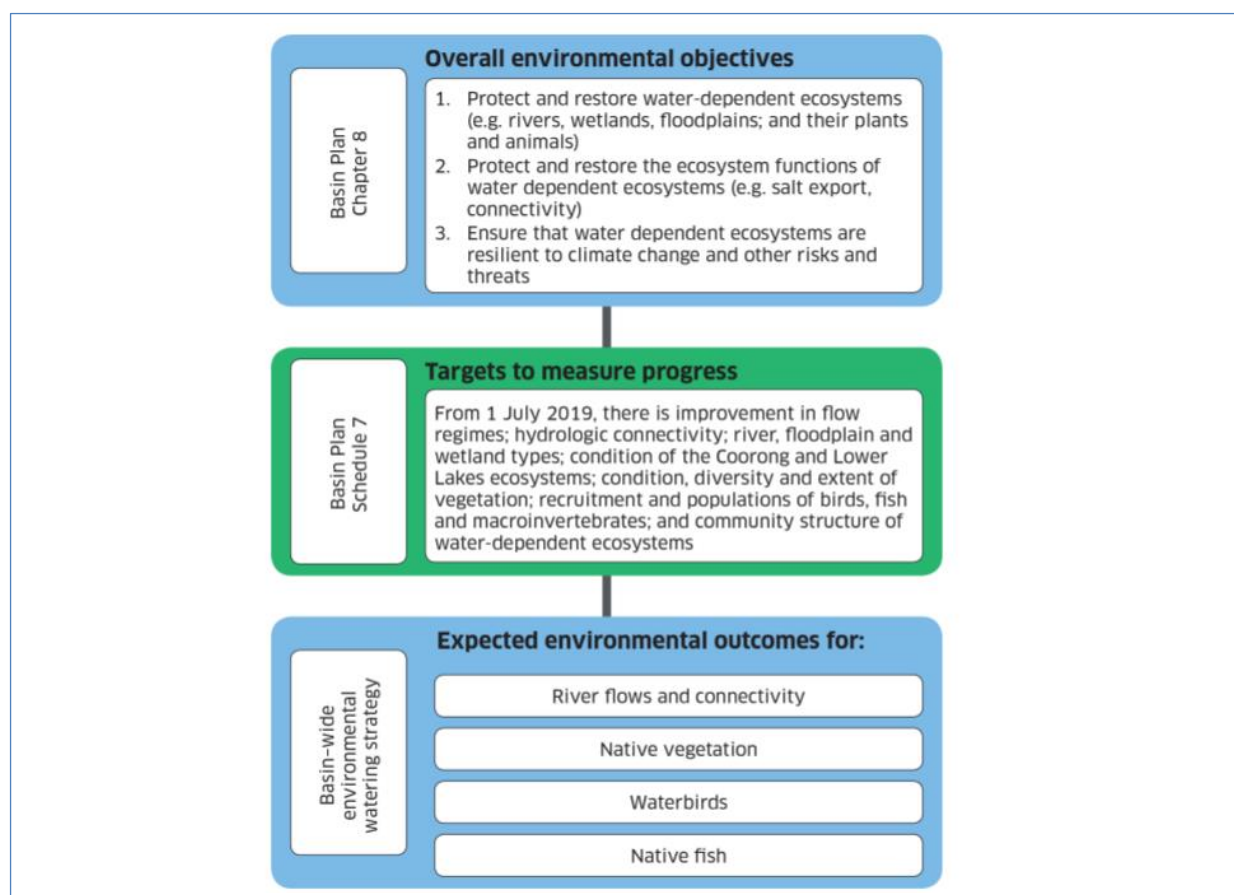 Overall environmental objectives
Basin Plan
Chapter 8
1. Protect and restore water-dependent ecosystems
(e.g. rivers, wetlands, floodplains; and their plants
and animals)
2. Protect and restore the ecosystem functions of
water dependent ecosystems (e.g. salt export,
connectivity)
3. Ensure that water dependent ecosystems are
resilient to climate change and other risks and
threats
Targets to measure progress
Basin Plan
Schedule 7
From 1 July 2019, there is improvement in flow
regimes; hydrologic connectivity; river, floodplain and
wetland types; condition of the Coorong and Lower
Lakes ecosystems; condition, diversity and extent of
vegetation; recruitment and populations of birds, fish
and macroinvertebrates; and community structure of
water-dependent ecosystems
Expected environmental outcomes for:
Basin-wide
environmental
watering strategy
River flows and connectivity
Native vegetation
Waterbirds
Native fish